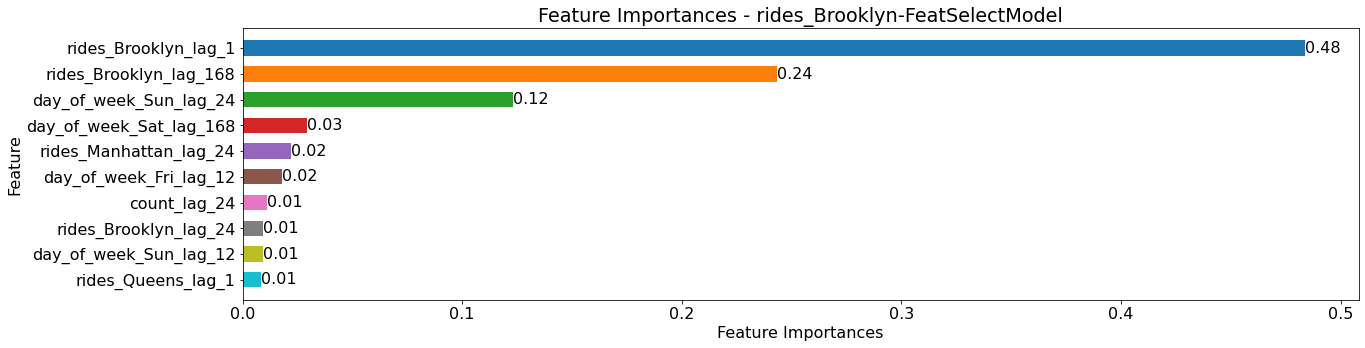 Feature Importances - rides_Brooklyn-FeatSelectModel
Feature
rides_Brooklyn_lag_1 0.48
rides_Brooklyn_lag_168 0.24
day_of_week_Sun_lag_24 0.12
day_of_week_Sat_lag_168 0.03
rides_Manhattan_lag_24 0.02
day_of_week_Fri_lag_12 0.02
count_lag_24 0.01
rides_Brooklyn_lag_24 0.01
day_of_week_Sun_lag_12 0.01
rides_Queens_lag_1 0.01
0.0 0.1 0.2 0.3 0.4 0.5
Feature Importances